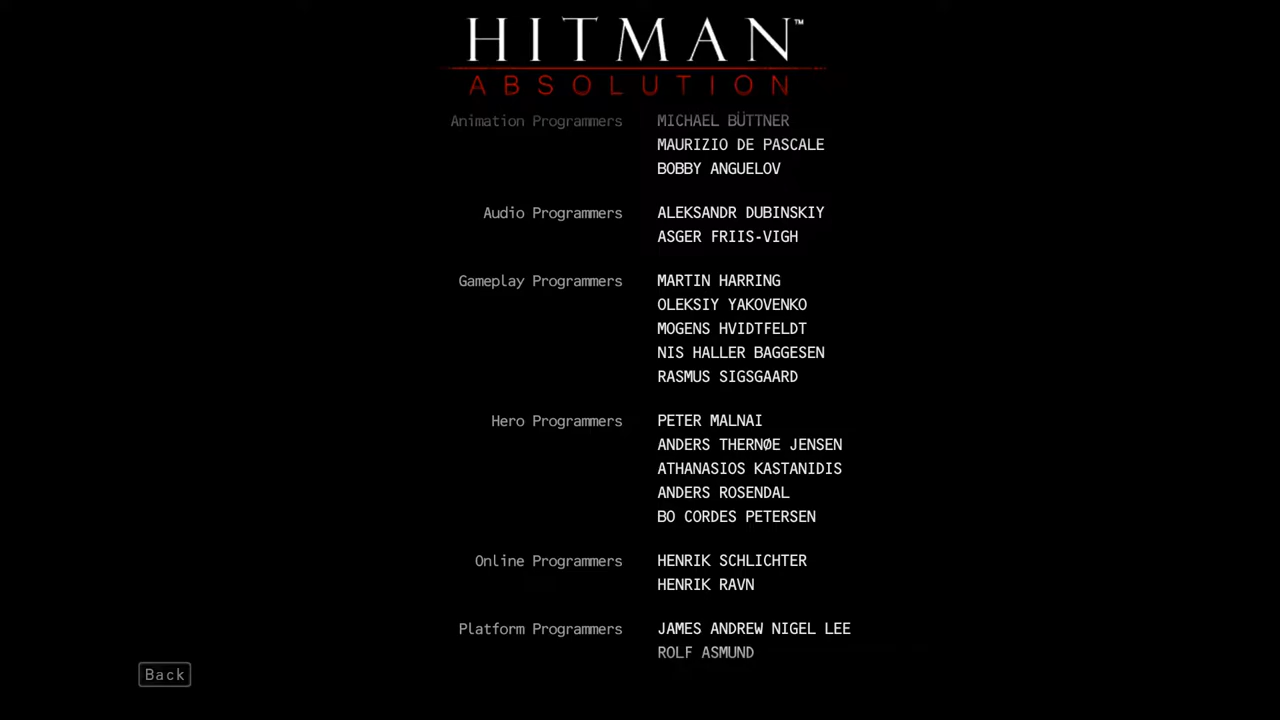 HITMAN™
ABSOLUTION
Animation Programmers MICHAEL BÜTTNER
MAURIZIO DE PASCALE
BOBBY ANGUELOV
Audio Programmers ALEKSANDR DUBINSKIY
ASGER FRIIS-VIGH
Gameplay Programmers MARTIN HARRING
OLEKSIY YAKOVENKO
MOGENS HVIDTFELDT
NIS HALLER BAGGESEN
RASMUS SIGSGAARD
Hero Programmers PETER MALNAI
ANDERS THERNØE JENSEN
ATHANASIOS KASTANIDIS
ANDERS ROSENDAL
BO CORDES PETERSEN
Online Programmers HENRIK SCHLICHTER
HENRIK RAVN
Platform Programmers JAMES ANDREW NIGEL LEE
ROLF ASMUND
Back